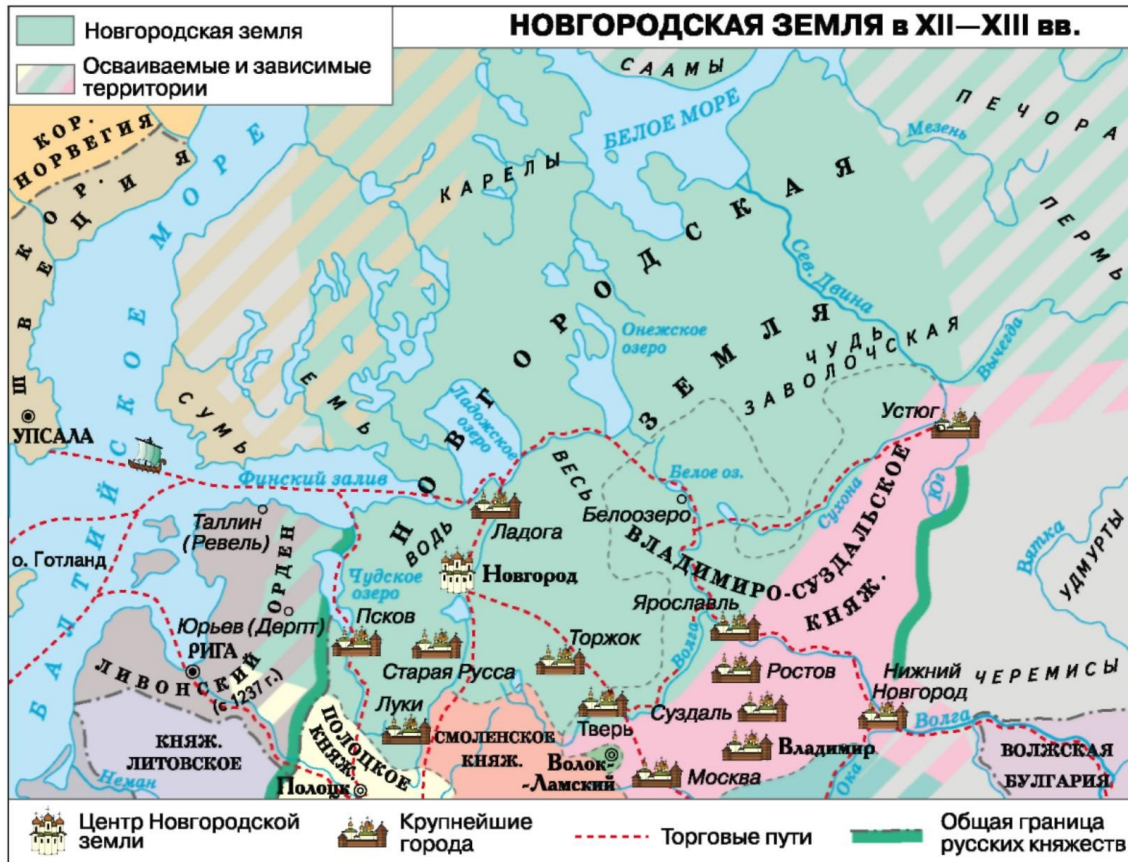 НОВГОРОДСКАЯ ЗЕМЛЯ в XII—XIII вв.
Новгородская земля
Осваиваемые и зависимые
территории
КОР.
НОРВЕГИЯ
КОР.
ШВЕЦИЯ
УПСАЛА
БАЛТИЙСКОЕ МОРЕ
о. Готланд
СААМЫ
БЕЛОЕ МОРЕ
ПЕЧОРА
Мезень
ПЕРМЬ
КАРЕЛЫ
НОВГОРОДСКАЯ
ЗЕМЛЯ
Сев. Двина
Онежское
озеро
ЧУДЬ
ЗАВОЛОЧСКАЯ
Вычегда
СУМЬ
ЕМЬ
Ладожское
озеро
Устюг
Финский залив
ВЕСЬ
Белое оз.
Белоозеро
Сухона
Юг
Таллин
(Ревель)
ВОДЬ
Ладога
ВЛАДИМИРО-СУЗДАЛЬСКОЕ
КНЯЖ.
Вятка
УДМУРТЫ
Чудское
озеро
Новгород
Псков
Юрьев (Дерпт)
РИГА
ЛИВОНСКИЙ
ОРДЕН
(с 1237 г.)
Старая Русса
Торжок
Ярославль
Волга
Ростов
Нижний
Новгород
ЧЕРЕМИСЫ
Луки
Тверь
Суздаль
Волга
КНЯЖ.
ЛИТОВСКОЕ
Неман
ПОЛОЦКОЕ
КНЯЖ.
Полоцк
СМОЛЕНСКОЕ
КНЯЖ.
Волок-
-Ламский
Москва
Владимир
Ока
ВОЛЖСКАЯ
БУЛГАРИЯ
Центр Новгородской
земли
Крупнейшие
города
Торговые пути
Общая граница
русских княжеств